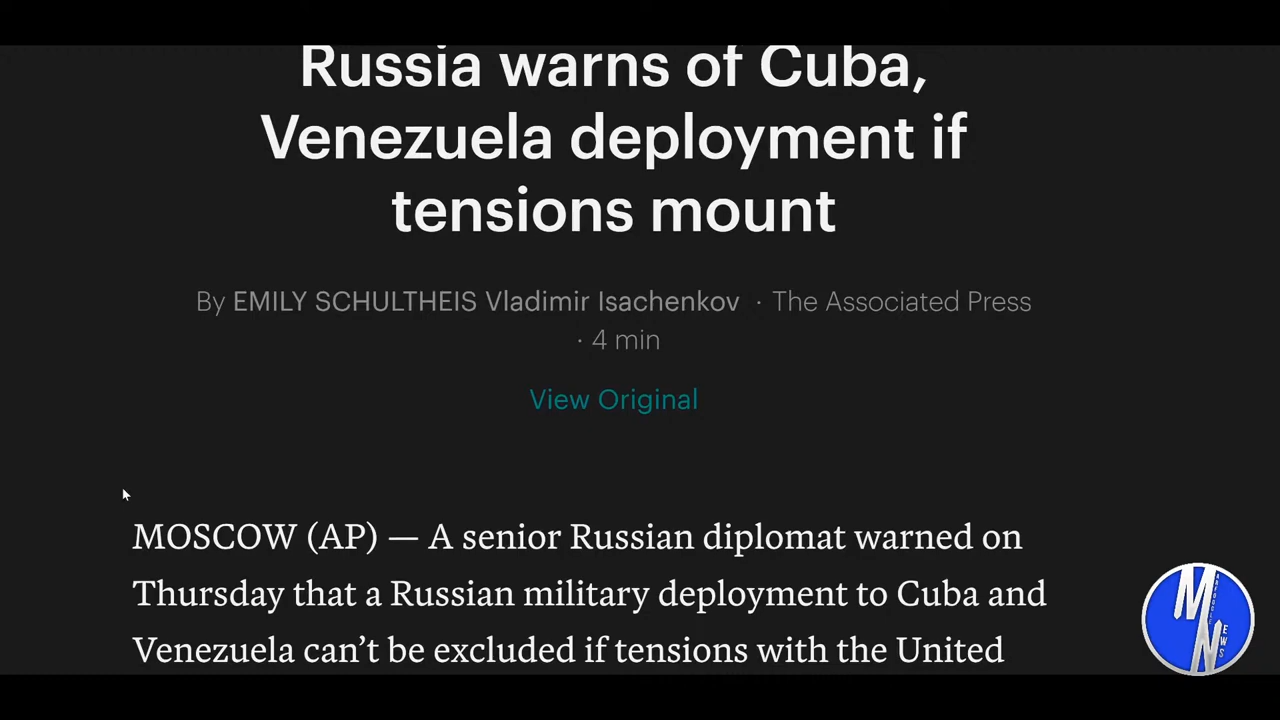 Russia warns of Cuba,
Venezuela deployment if
tensions mount
By EMILY SCHULTHEIS Vladimir Isachenkov · The Associated Press
· 4 min
View Original
MOSCOW (AP) — A senior Russian diplomat warned on
Thursday that a Russian military deployment to Cuba and
Venezuela can’t be excluded if tensions with the United
MN
EWS